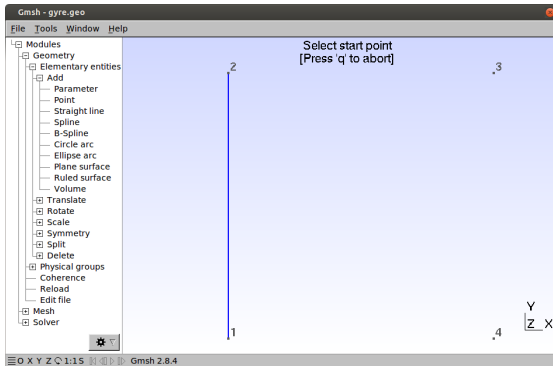 Gmsh - gyre.geo
File Tools Window Help
Modules
Geometry
Elementary entities
Add
Parameter
Point
Straight line
Spline
B-Spline
Circle arc
Ellipse arc
Plane surface
Ruled surface
Volume
Translate
Rotate
Scale
Symmetry
Split
Delete
Physical groups
Coherence
Reload
Edit file
Mesh
Solver
Select start point
[Press 'q' to abort]
2
3
1
4
Y
Z X
O X Y Z 1:1 S Gmsh 2.8.4